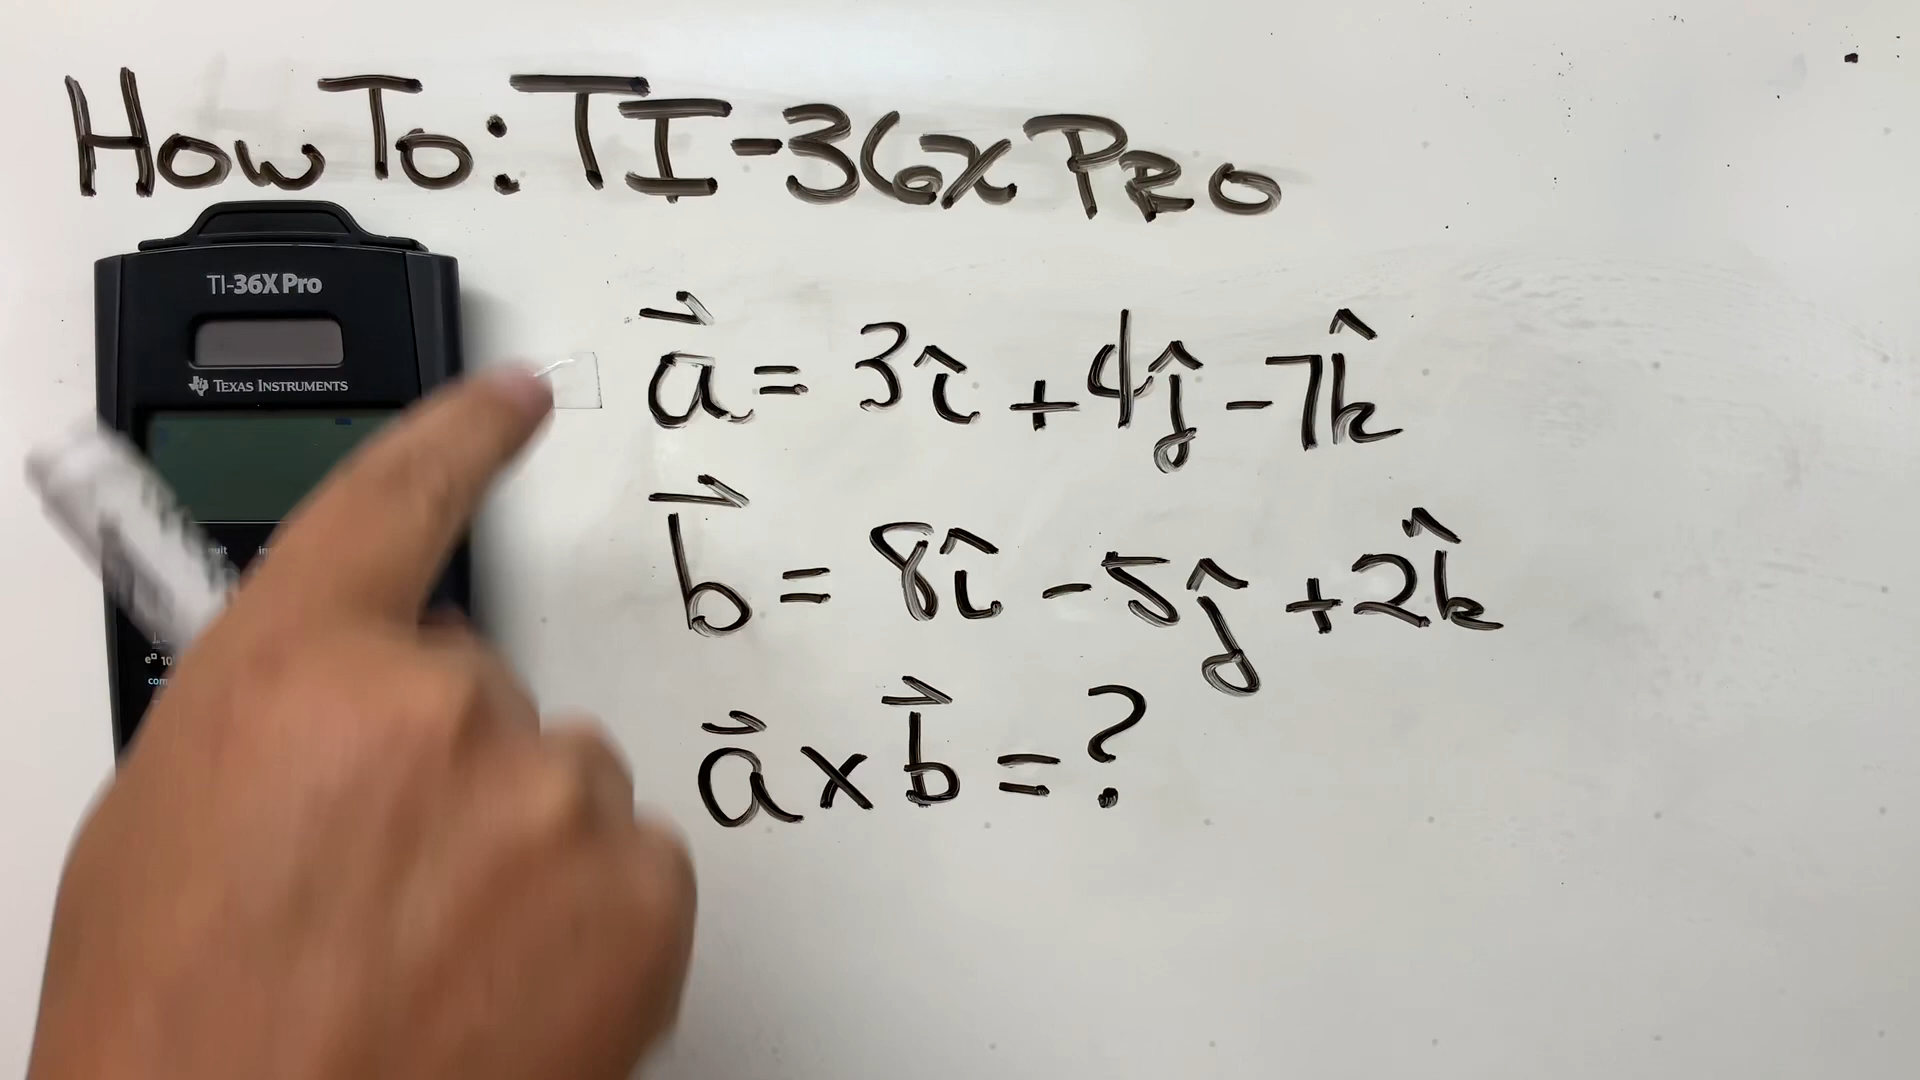 How To: TI-36x PRO
TI-36X Pro
TEXAS INSTRUMENTS
a⃗ = 3î + 4ĵ - 7k̂
b⃗ = 8î - 5ĵ + 2k̂
a⃗ x b⃗ = ?